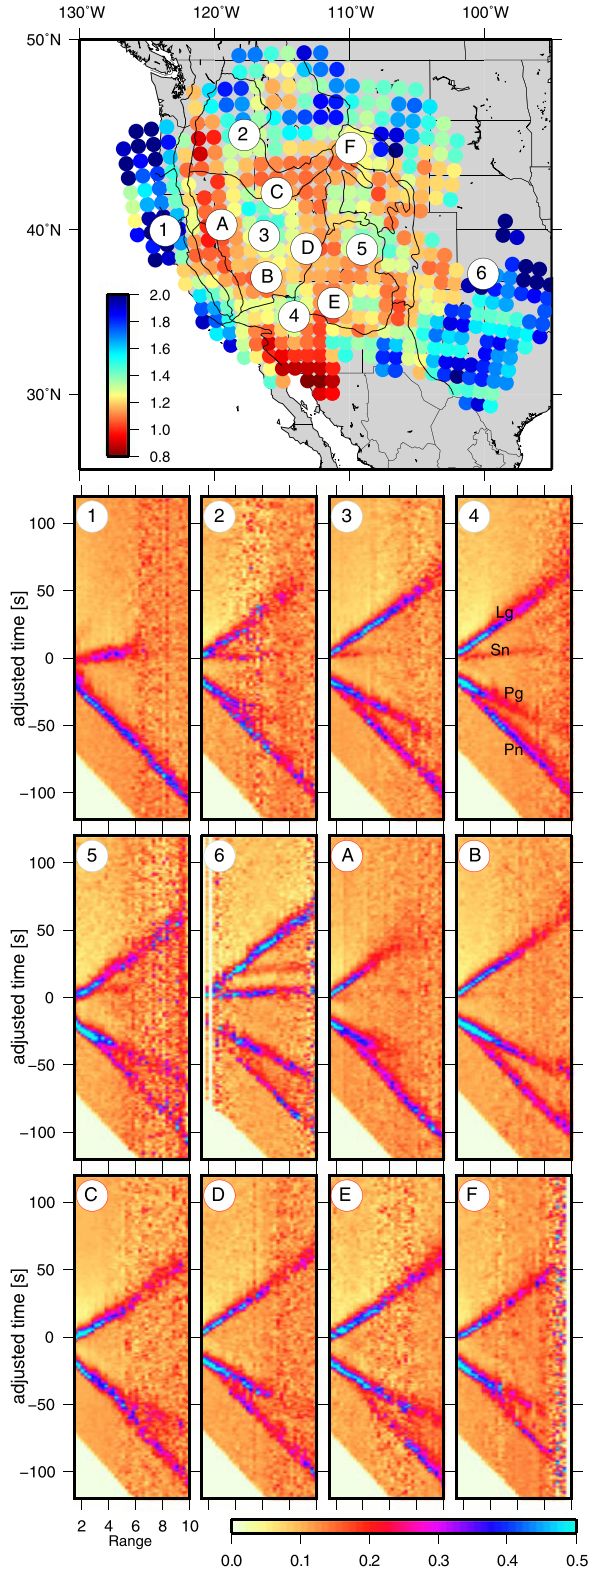 130°W 120°W 110°W 100°W
50°N
40°N
30°N
2 F
C
1 A 3 D 5
B 6
4 E
2.0
1.8
1.6
1.4
1.2
1.0
0.8
1 2 3 4
100
50
0
−50
−100
adjusted time [s]
Lg
Sn
Pg
Pn
5 6 A B
100
50
0
−50
−100
adjusted time [s]
C D E F
100
50
0
−50
−100
adjusted time [s]
2 4 6 8 10
Range
0.0 0.1 0.2 0.3 0.4 0.5